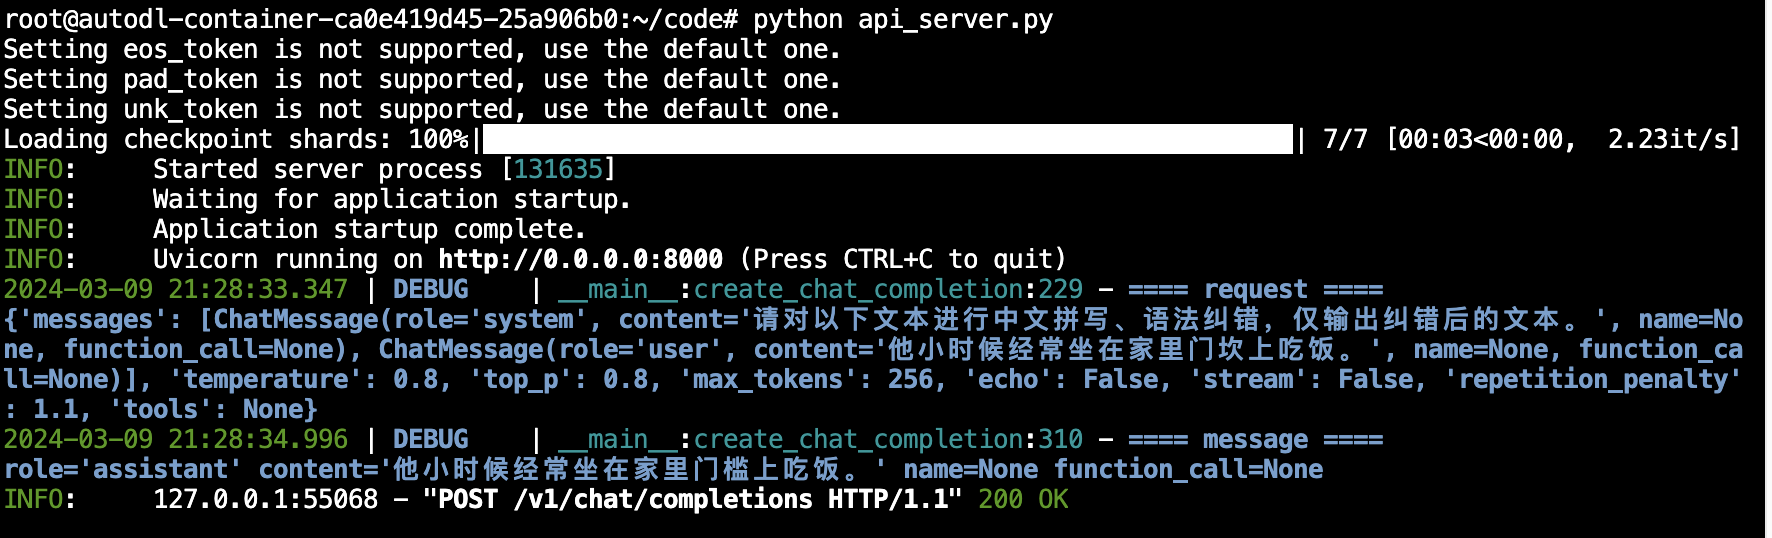 root@autodl-container-ca0e419d45-25a906b0:~/code# python api_server.py
Setting eos_token is not supported, use the default one.
Setting pad_token is not supported, use the default one.
Setting unk_token is not supported, use the default one.
Loading checkpoint shards: 100%|██████████| 7/7 [00:03<00:00,  2.23it/s]
INFO:     Started server process [131635]
INFO:     Waiting for application startup.
INFO:     Application startup complete.
INFO:     Uvicorn running on http://0.0.0.0:8000 (Press CTRL+C to quit)
2024-03-09 21:28:33.347 | DEBUG    | __main__:create_chat_completion:229 - ==== request ====
{'messages': [ChatMessage(role='system', content='请对以下文本进行中文拼写、语法纠错，仅输出纠错后的文本。', name=No
ne, function_call=None), ChatMessage(role='user', content='他小时候经常坐在家里门坎上吃饭。', name=None, function_ca
ll=None)], 'temperature': 0.8, 'top_p': 0.8, 'max_tokens': 256, 'echo': False, 'stream': False, 'repetition_penalty'
: 1.1, 'tools': None}
2024-03-09 21:28:34.996 | DEBUG    | __main__:create_chat_completion:310 - ==== message ====
role='assistant' content='他小时候经常坐在家里门槛上吃饭。' name=None function_call=None
INFO:     127.0.0.1:55068 - "POST /v1/chat/completions HTTP/1.1" 200 OK